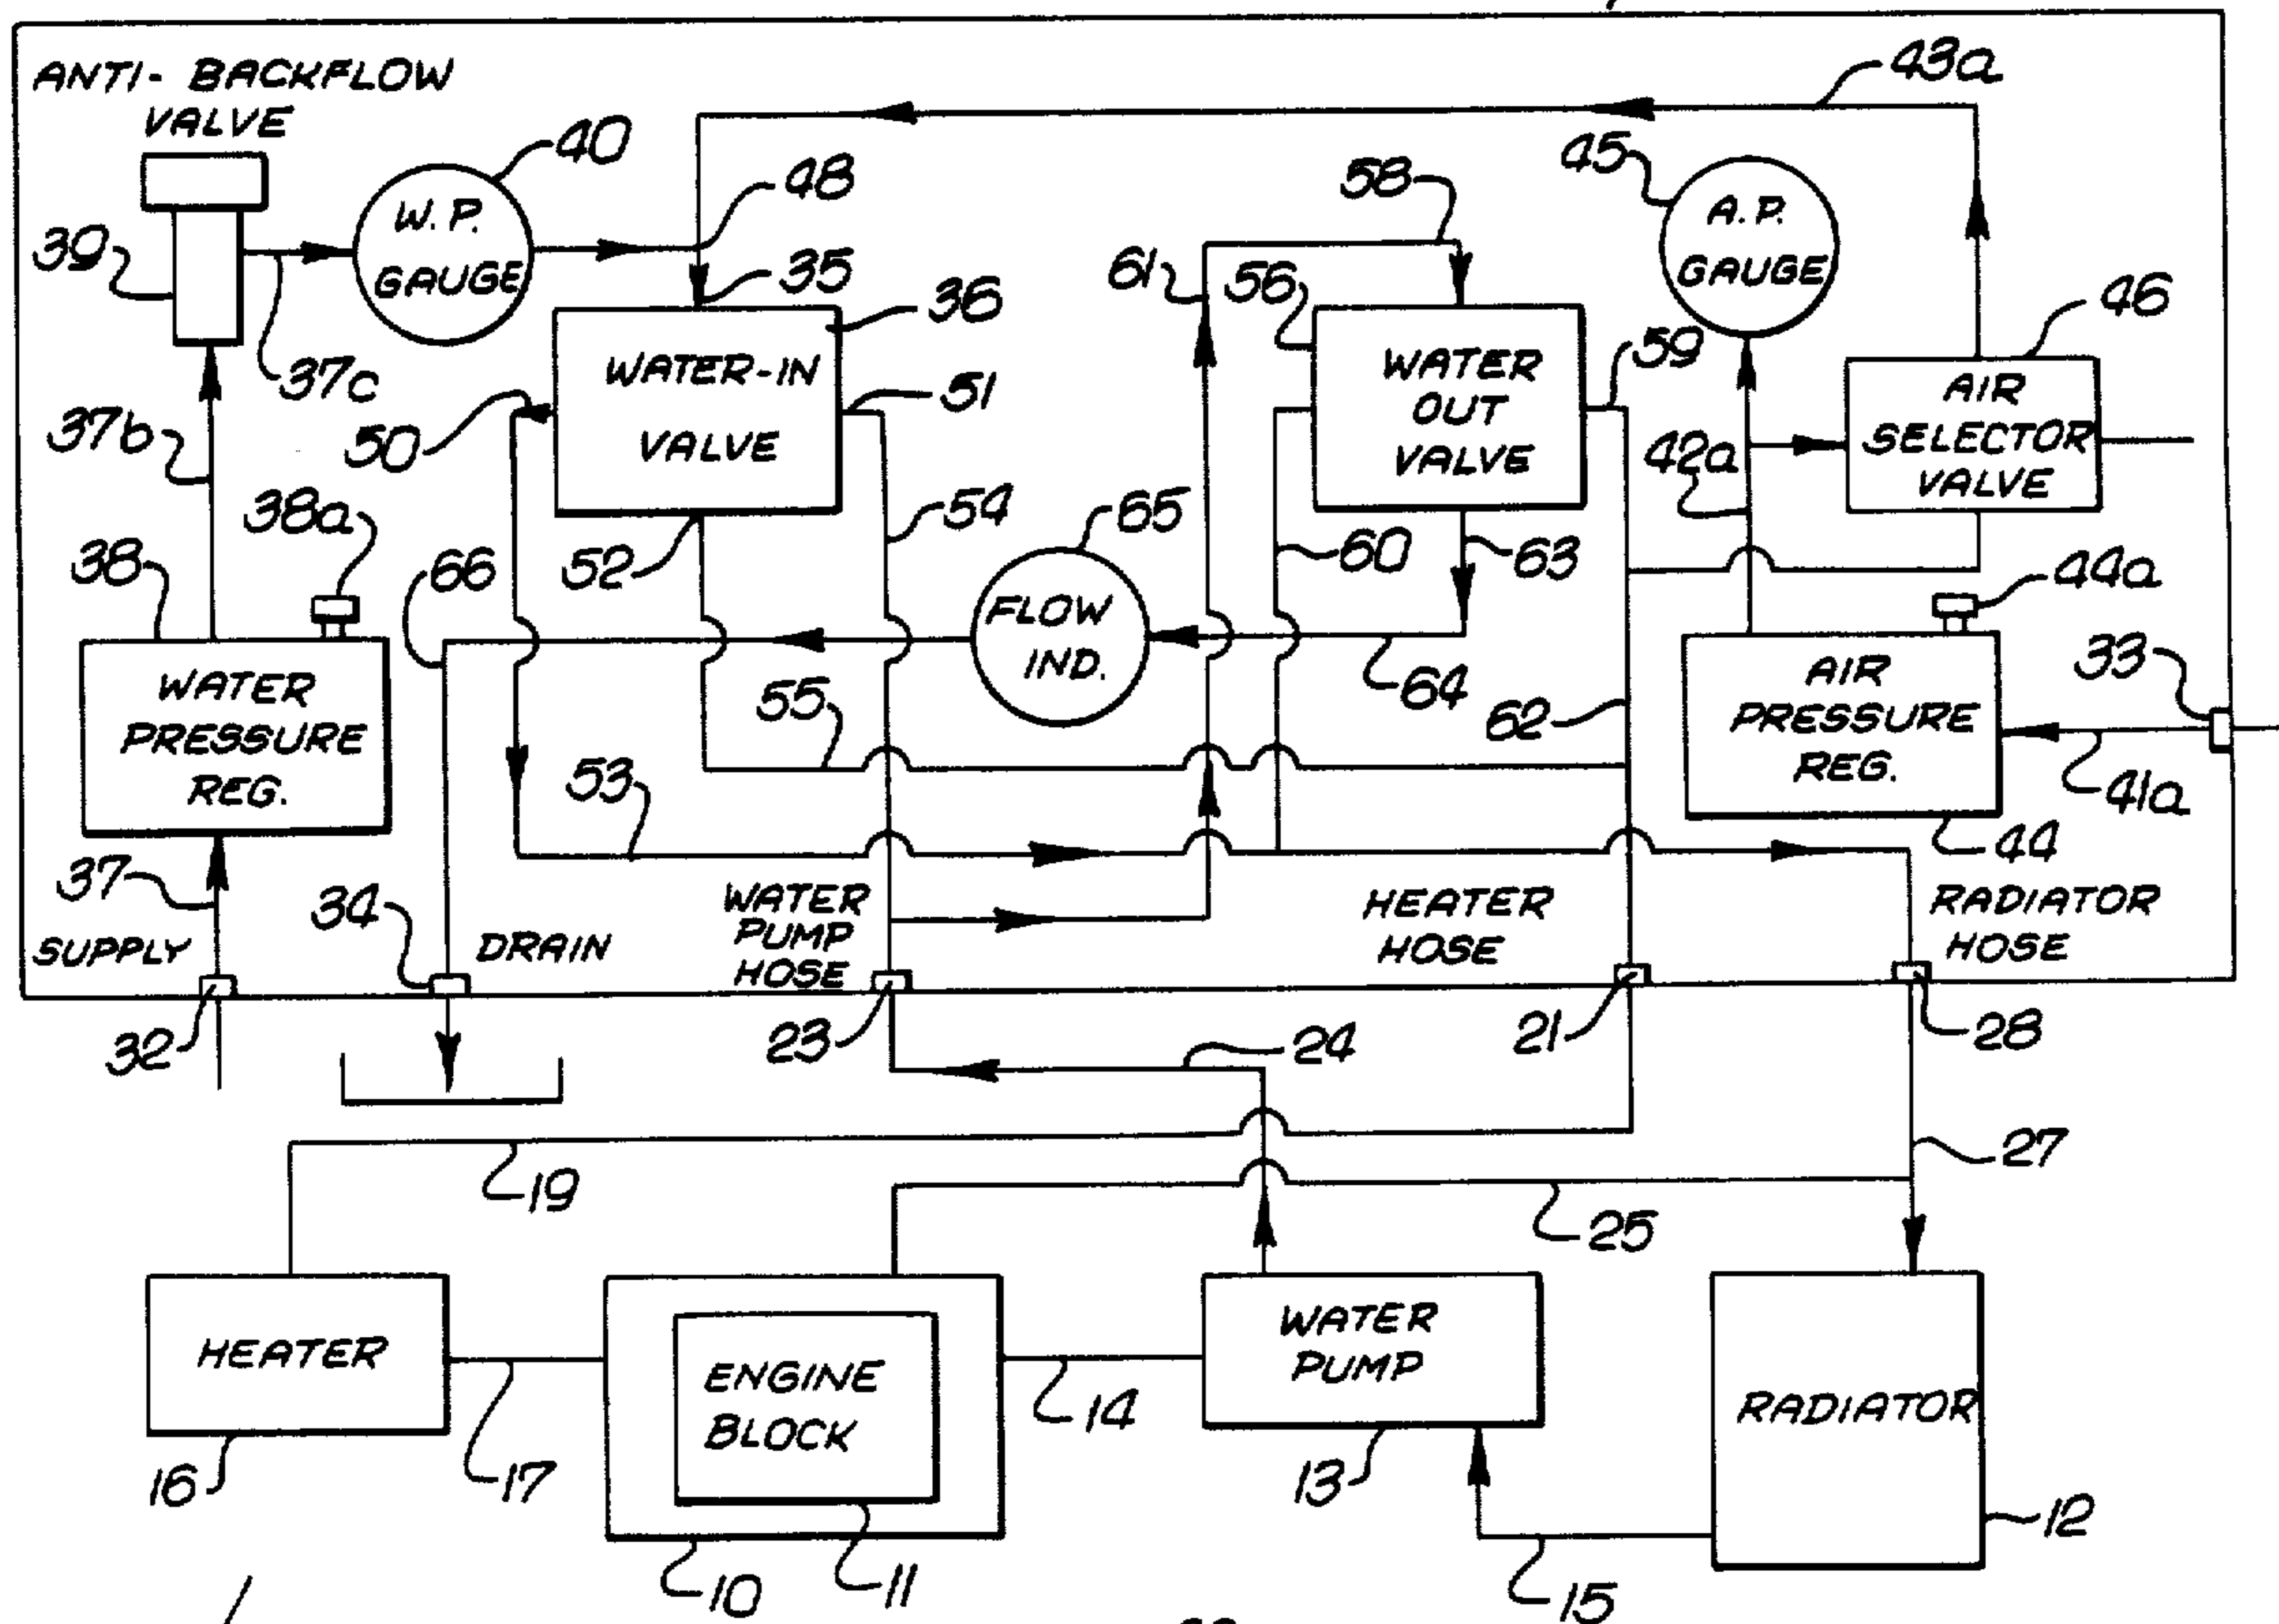 ANTI- BACKFLOW
VALVE
43a
40
48
45
A.P.
GAUGE
58
W.P.
GAUGE
39
37c
35
36
61
56
46
WATER-IN
VALVE
50
51
WATER
OUT
VALVE
59
AIR
SELECTOR
VALVE
42a
37b
38a
38
66
52
54
65
60
63
44a
33
FLOW
IND.
64
62
WATER
PRESSURE
REG.
55
53
AIR
PRESSURE
REG.
41a
44
37
34
SUPPLY
DRAIN
WATER
PUMP
HOSE
HEATER
HOSE
RADIATOR
HOSE
32
23
24
21
28
19
27
25
HEATER
ENGINE
BLOCK
WATER
PUMP
RADIATOR
16
17
14
13
12
10
11
15